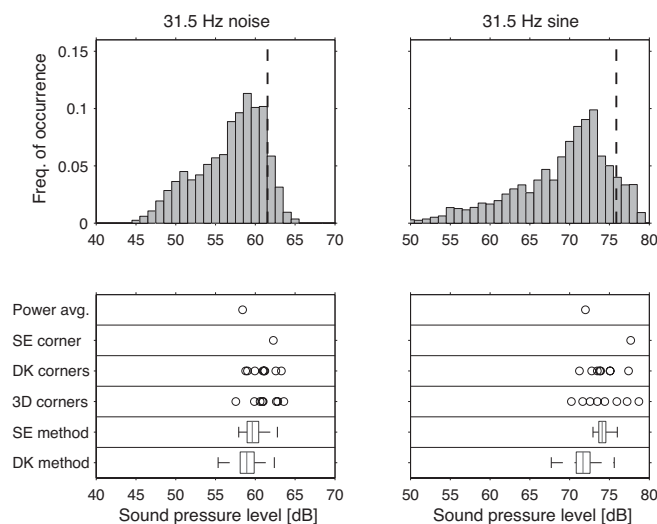 31.5 Hz noise
31.5 Hz sine
Freq. of occurrence
0.15
0.1
0.05
0
40 45 50 55 60 65 70
50 55 60 65 70 75 80
Power avg.
SE corner
DK corners
3D corners
SE method
DK method
40 45 50 55 60 65 70
50 55 60 65 70 75 80
Sound pressure level [dB]
Sound pressure level [dB]